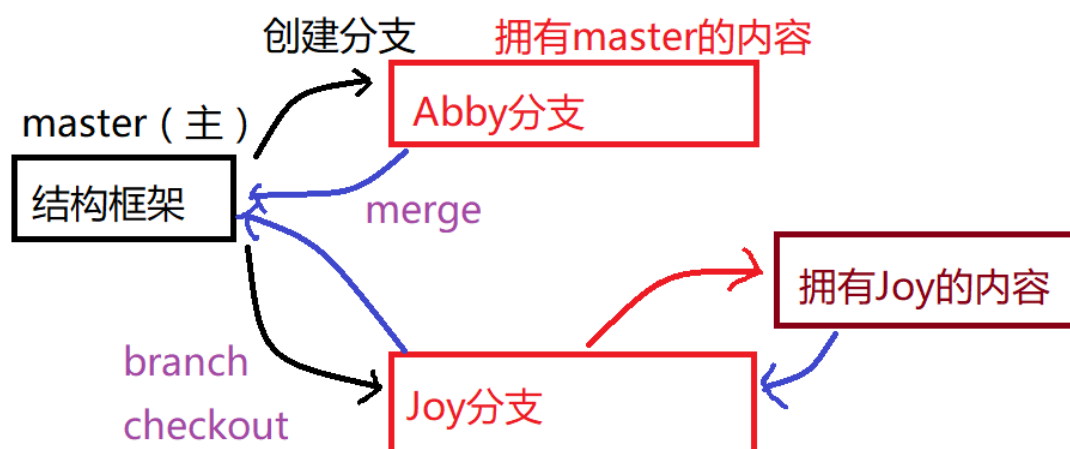 创建分支
拥有master的内容
master（主）
Abby分支
结构框架
merge
拥有Joy的内容
branch
checkout
Joy分支